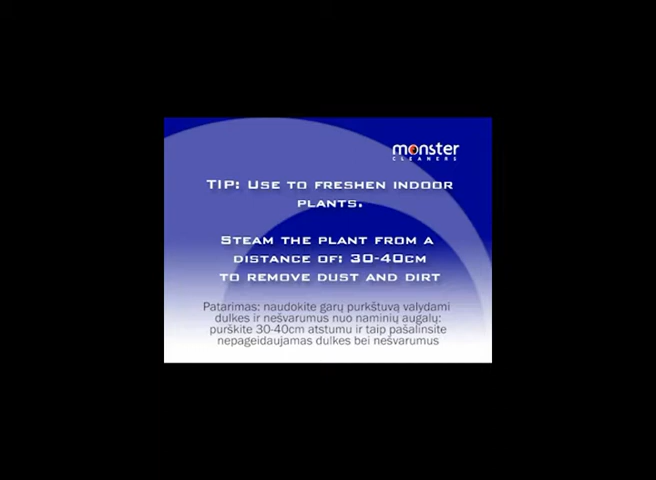 monster
CLEANERS
TIP: USE TO FRESHEN INDOOR
PLANTS.
STEAM THE PLANT FROM A
DISTANCE OF: 30-40CM
TO REMOVE DUST AND DIRT
Patarimas: naudokite garų purkštuvą valydami
dulkes ir nešvarumus nuo naminių augalų:
purškite 30-40cm atstumu ir taip pašalinsite
nepageidaujamas dulkes bei nešvarumus